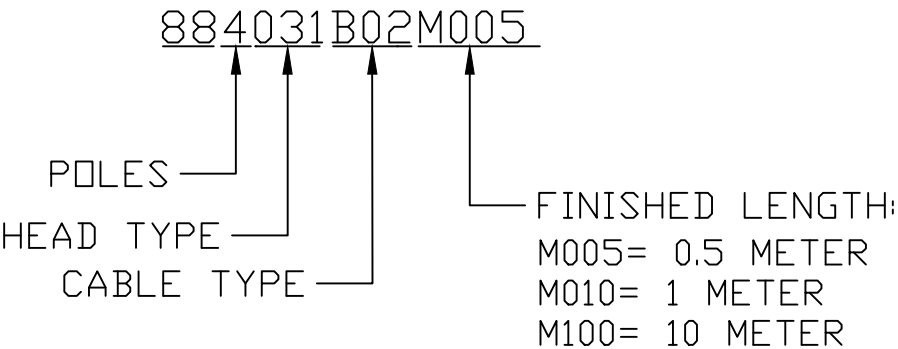 884031B02M005
POLES
HEAD TYPE
CABLE TYPE
FINISHED LENGTH:
M005= 0.5 METER
M010= 1 METER
M100= 10 METER